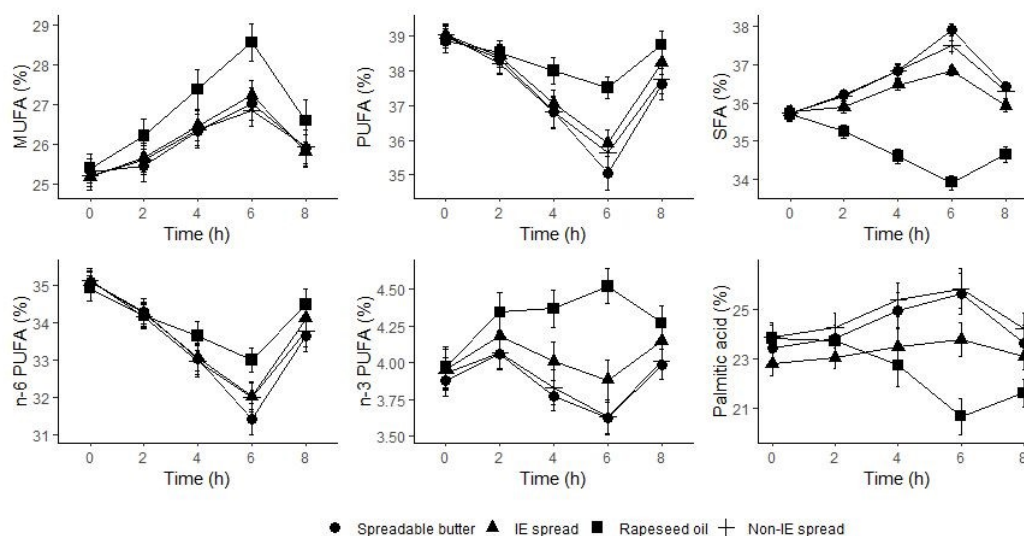 MUFA (%)
29
28
27
26
25
0 2 4 6 8
Time (h)
PUFA (%)
39
38
37
36
35
0 2 4 6 8
Time (h)
SFA (%)
38
37
36
35
34
0 2 4 6 8
Time (h)
n-6 PUFA (%)
35
34
33
32
31
0 2 4 6 8
Time (h)
n-3 PUFA (%)
4.50
4.25
4.00
3.75
3.50
0 2 4 6 8
Time (h)
Palmitic acid (%)
25
23
21
0 2 4 6 8
Time (h)
Spreadable butter IE spread Rapeseed oil Non-IE spread